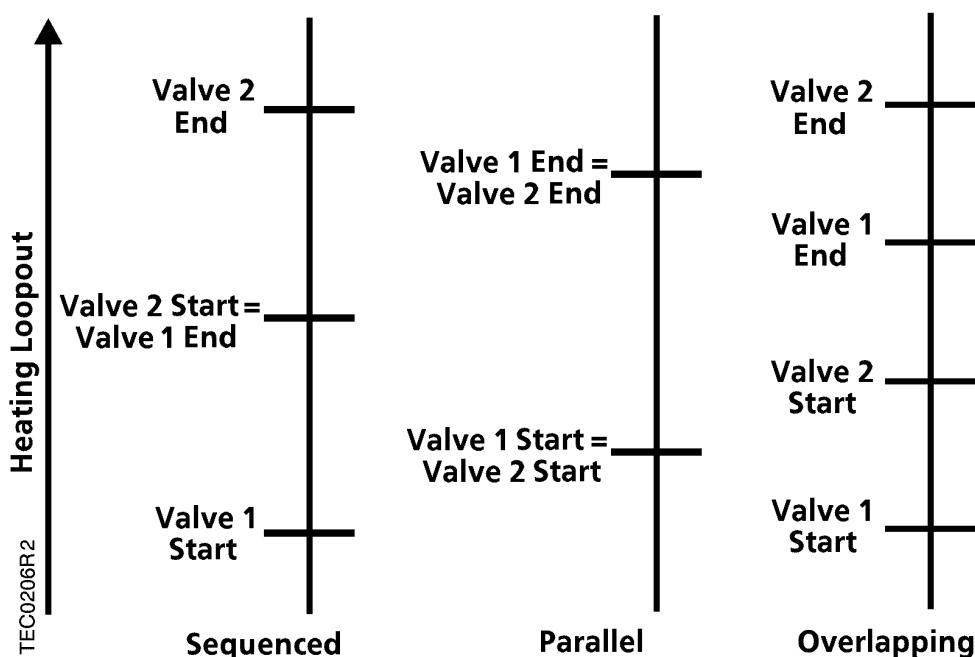 Heating Loopout
TEC0206R2
Valve 2
End
Valve 2 Start =
Valve 1 End
Valve 1
Start
Sequenced
Valve 1 End =
Valve 2 End
Valve 1 Start =
Valve 2 Start
Parallel
Valve 2
End
Valve 1
End
Valve 2
Start
Valve 1
Start
Overlapping